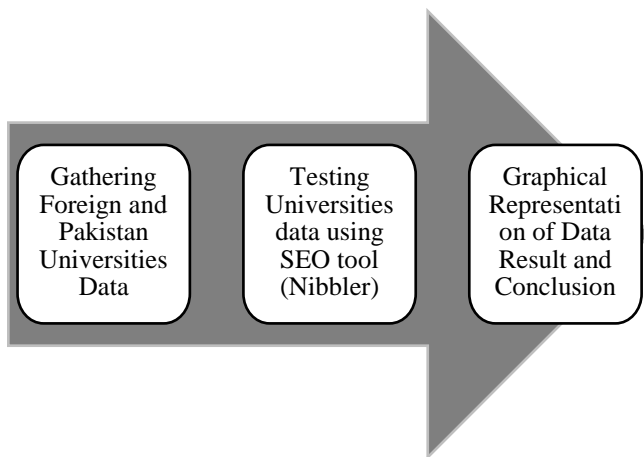 Gathering
Foreign and
Pakistan
Universities
Data
Testing
Universities
data using
SEO tool
(Nibbler)
Graphical
Representati
on of Data
Result and
Conclusion